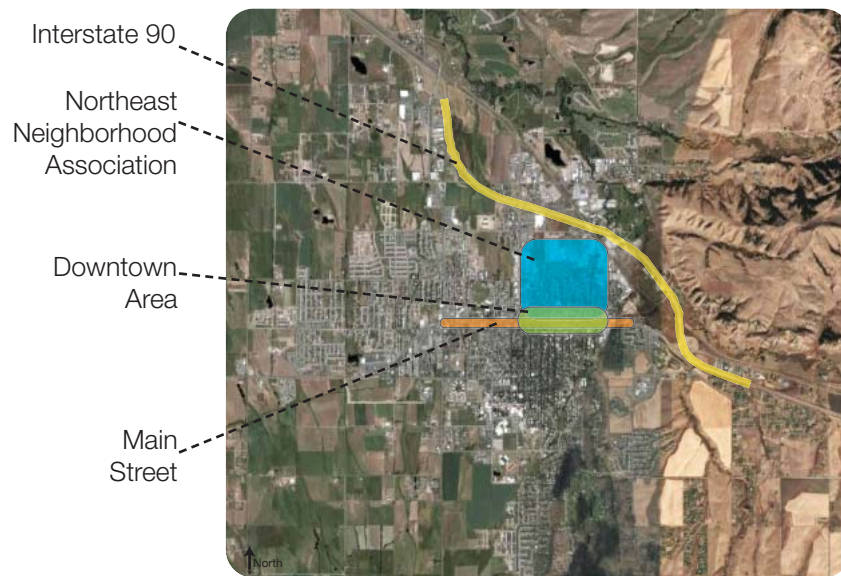 Interstate 90
Northeast
Neighborhood
Association
Downtown
Area
Main
Street
North